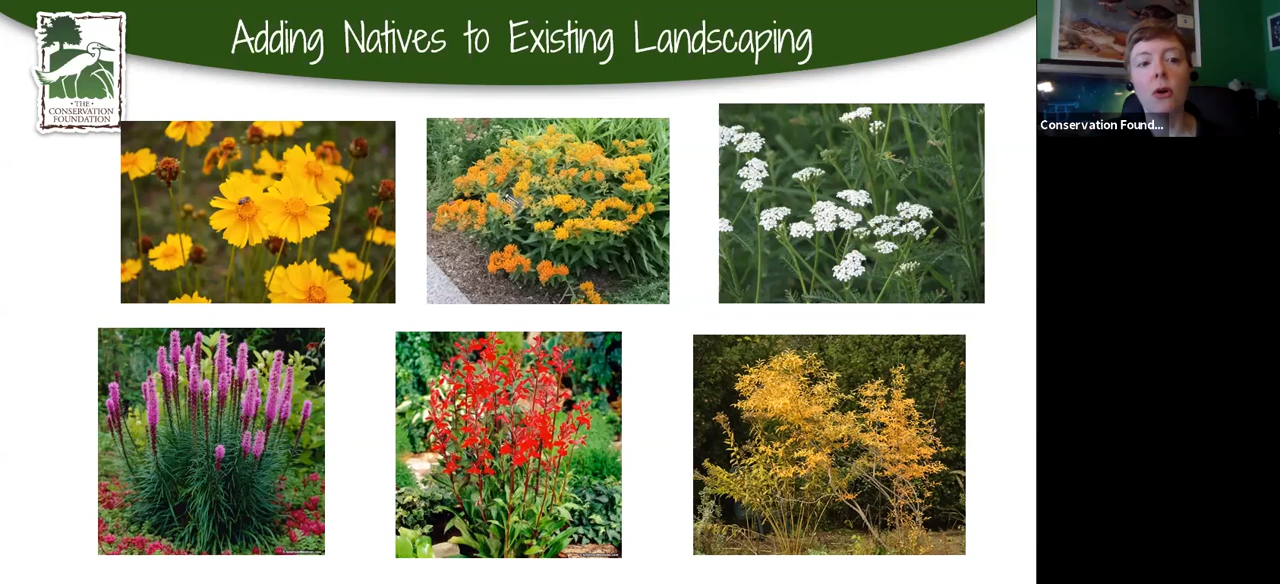 Adding Natives to Existing Landscaping
• THE •
CONSERVATION
FOUNDATION
Conservation Found...